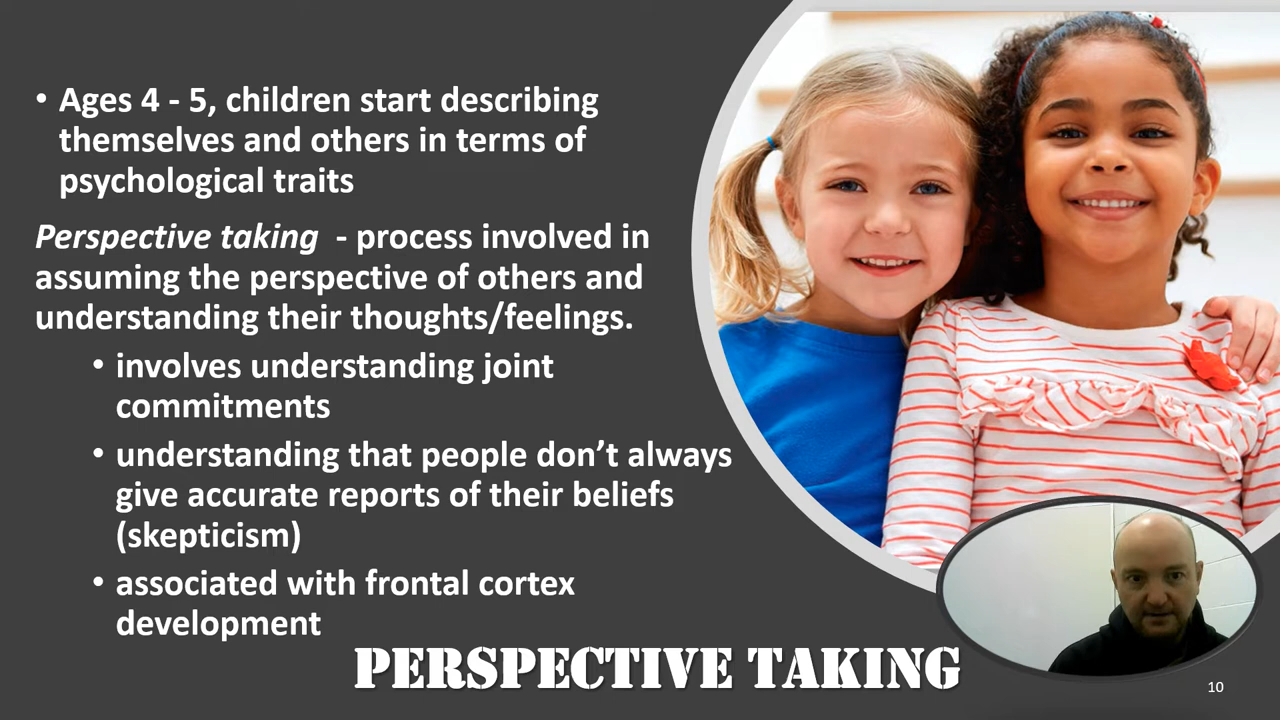 • Ages 4 - 5, children start describing
themselves and others in terms of
psychological traits
Perspective taking - process involved in
assuming the perspective of others and
understanding their thoughts/feelings.
• involves understanding joint
commitments
• understanding that people don’t always
give accurate reports of their beliefs
(skepticism)
• associated with frontal cortex
development
PERSPECTIVE TAKING
10